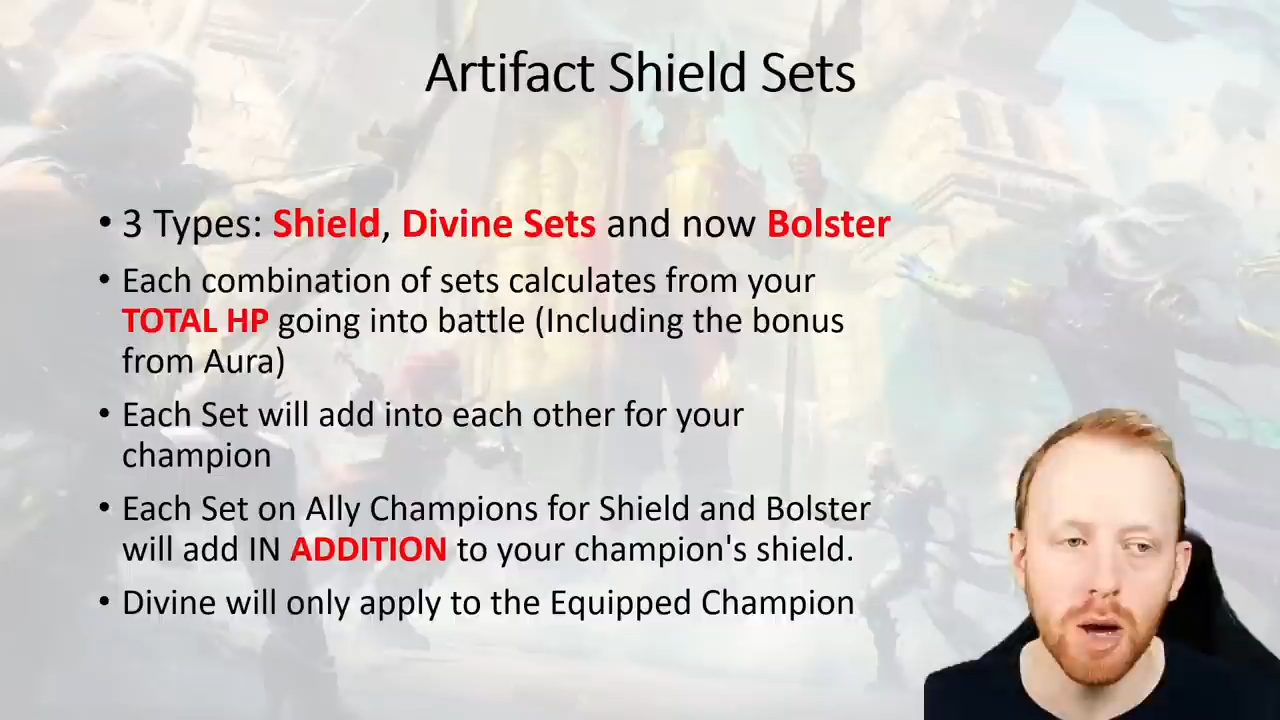 Artifact Shield Sets
• 3 Types: Shield, Divine Sets and now Bolster
• Each combination of sets calculates from your
TOTAL HP going into battle (Including the bonus
from Aura)
• Each Set will add into each other for your
champion
• Each Set on Ally Champions for Shield and Bolster
will add IN ADDITION to your champion's shield.
• Divine will only apply to the Equipped Champion